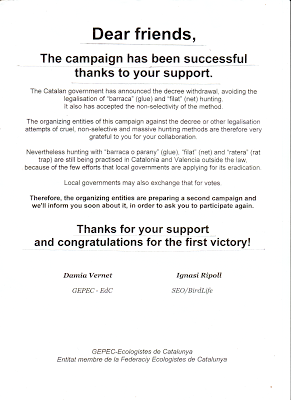 Dear friends,
The campaign has been successful
thanks to your support.
The Catalan government has announced the decree withdrawal, avoiding the
legalisation of "barraca" (glue) and "filat" (net) hunting.
It also has accepted the non-selectivity of the method.
The organizing entities of this campaign against the decree or other legalisation
attempts of cruel, non-selective and massive hunting methods are therefore very
grateful to you for your collaboration.
Nevertheless hunting with "barraca o parany" (glue), "filat" (net) and "ratera" (rat
trap) are still being practised in Catalonia and Valencia outside the law,
because of the few efforts that local governments are applying for its eradication.
Local governments may also exchange that for votes.
Therefore, the organizing entities are preparing a second campaign and
we'll inform you soon about it, in order to ask you to participate again.
Thanks for your support
and congratulations for the first victory!
Damia Vernet Ignasi Ripoll
GEPEC - EdC SEO/BirdLife
GEPEC-Ecologistes de Catalunya
Entitat membre de la Federaciy Ecologistes de Catalunya